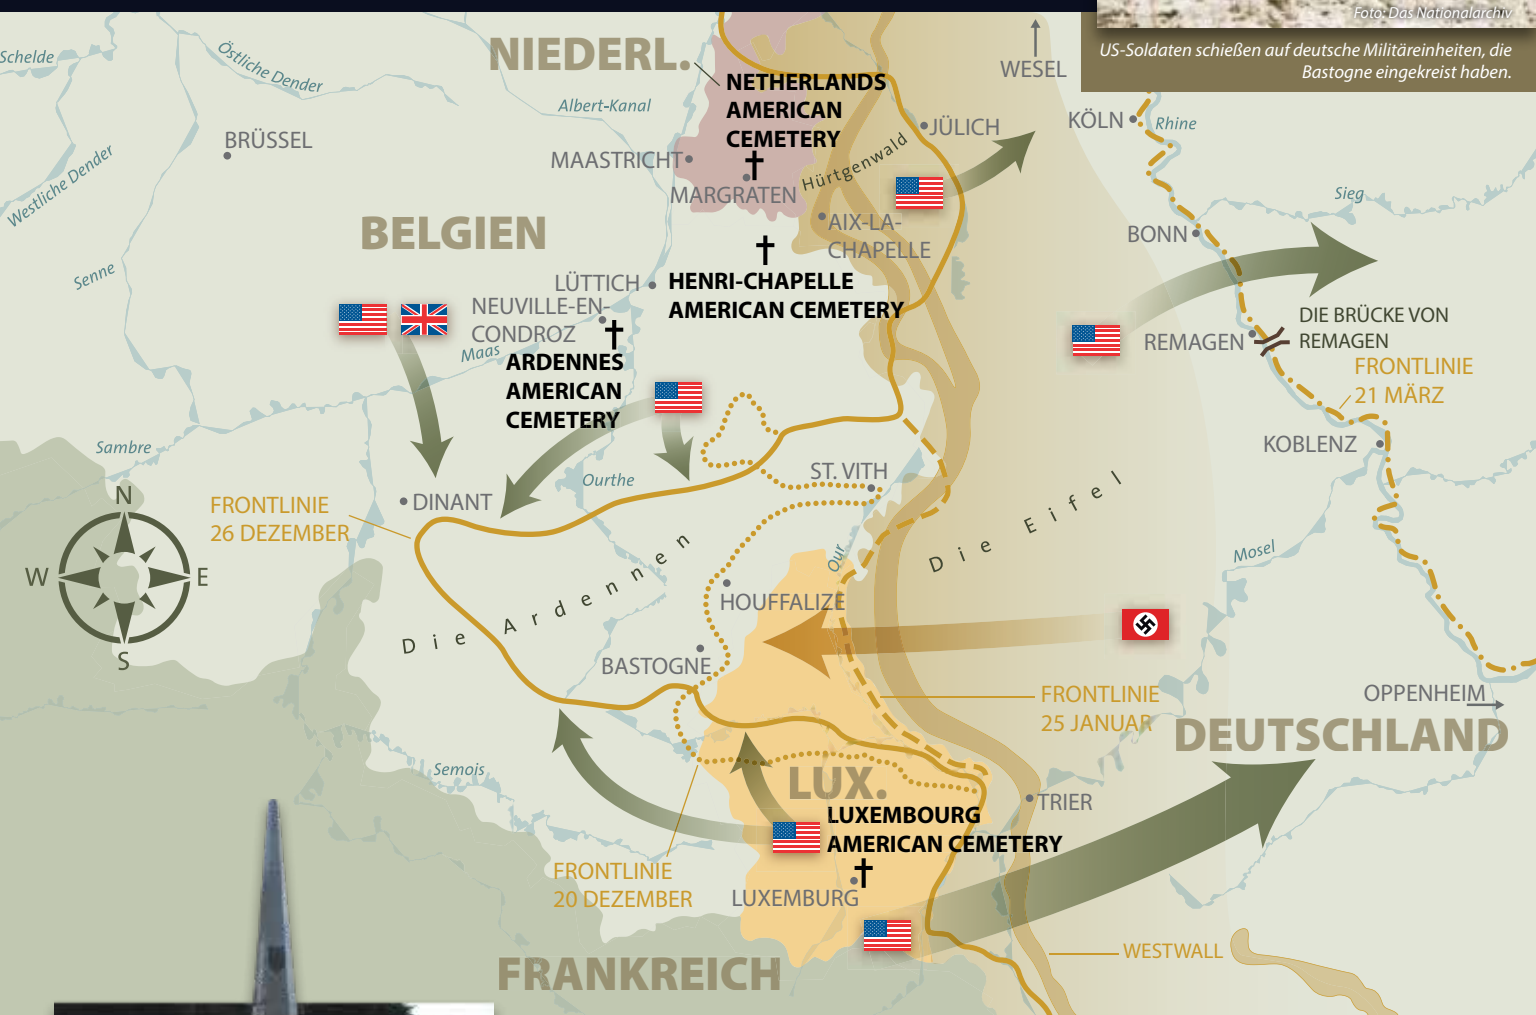 Foto: Das Nationalarchiv
US-Soldaten schießen auf deutsche Militäreinheiten, die
Bastogne eingekreist haben.
Schelde
Östliche Dender
NIEDERL.
WESEL
NETHERLANDS
AMERICAN
CEMETERY
Albert-Kanal
KÖLN
Rhine
BRÜSSEL
JÜLICH
MAASTRICHT
Hürtgenwald
Westliche Dender
MARGRATEN
Sieg
BELGIEN
AIX-LA-
CHAPELLE
BONN
Senne
LÜTTICH
HENRI-CHAPELLE
AMERICAN CEMETERY
NEUVILLE-EN-
CONDROZ
DIE BRÜCKE VON
REMAGEN
REMAGEN
Maas
ARDENNES
AMERICAN
CEMETERY
FRONTLINIE
21 MÄRZ
Sambre
KOBLENZ
ST. VITH
Ourthe
N
W
E
S
FRONTLINIE
26 DEZEMBER
DINANT
Die Eifel
Our
Mosel
Die Ardennen
HOUFFALIZE
BASTOGNE
FRONTLINIE
25 JANUAR
OPPENHEIM
DEUTSCHLAND
Semois
LUX.
TRIER
LUXEMBOURG
AMERICAN CEMETERY
FRONTLINIE
20 DEZEMBER
LUXEMBURG
WESTWALL
FRANKREICH